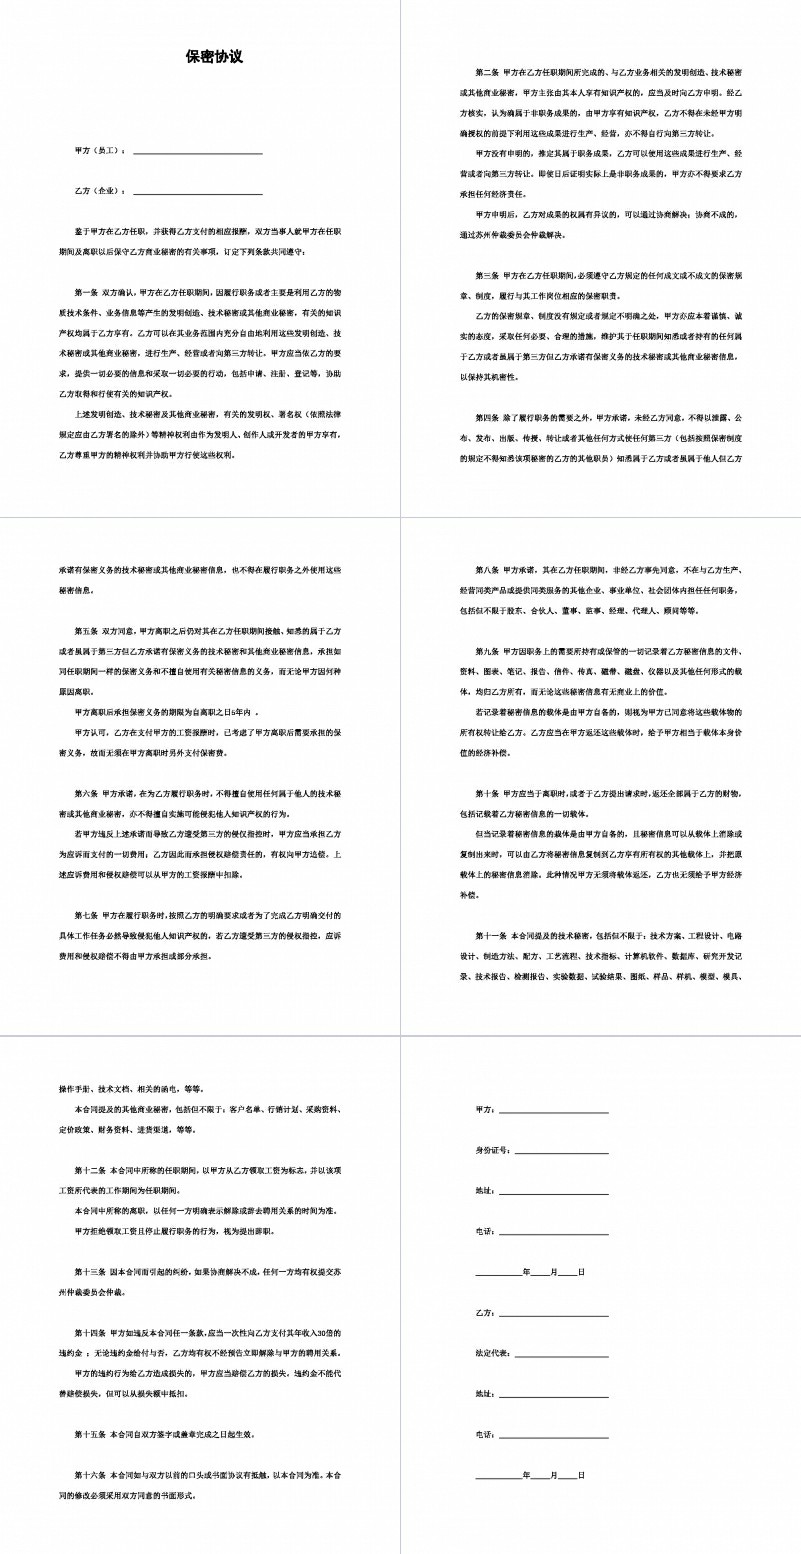 保密协议
甲方（员工）：
乙方（企业）：
鉴于甲方在乙方任职，并获得乙方支付的相应报酬，双方当事人就甲方在任职
期间及离职以后保守乙方商业秘密的有关事项，订定下列条款共同遵守：
第一条 双方确认，甲方在乙方任职期间，因履行职务或者主要是利用乙方的物
质技术条件、业务信息等产生的发明创造、技术秘密或其他商业秘密，有关的知识
产权均属于乙方享有。乙方可以在其业务范围内充分自由地利用这些发明创造、技
术秘密或其他商业秘密，进行生产、经营或者向第三方转让。甲方应当依乙方的要
求，提供一切必要的信息和采取一切必要的行动，包括申请、注册、登记等，协助
乙方取得和行使有关的知识产权。
上述发明创造、技术秘密及其他商业秘密，有关的发明权、署名权（依照法律
规定应由乙方署名的除外）等精神权利由作为发明人、创作人或开发者的甲方享有，
乙方尊重甲方的精神权利并协助甲方行使这些权利。
第二条 甲方在乙方任职期间所完成的、与乙方业务相关的发明创造、技术秘密
或其他商业秘密，甲方主张由其本人享有知识产权的，应当及时向乙方申明。经乙
方核实，认为确属于非职务成果的，由甲方享有知识产权，乙方不得在未经甲方明
确授权的前提下利用这些成果进行生产、经营，亦不得自行向第三方转让。
甲方没有申明的，推定其属于职务成果，乙方可以使用这些成果进行生产、经
营或者向第三方转让。即使日后证明实际上是非职务成果的，甲方亦不得要求乙方
承担任何经济责任。
甲方申明后，乙方对成果的权属有异议的，可以通过协商解决；协商不成的，
通过苏州仲裁委员会仲裁解决。
第三条 甲方在乙方任职期间，必须遵守乙方规定的任何成文或不成文的保密规
章、制度，履行与其工作岗位相应的保密职责。
乙方的保密规章、制度没有规定或者规定不明确之处，甲方亦应本着谨慎、诚
实的态度，采取任何必要、合理的措施，维护其于任职期间知悉或者持有的任何属
于乙方或者虽属于第三方但乙方承诺有保密义务的技术秘密或其他商业秘密信息，
以保持其机密性。
第四条 除了履行职务的需要之外，甲方承诺，未经乙方同意，不得以泄露、公
布、发布、出版、传授、转让或者其他任何方式使任何第三方（包括按照保密制度
的规定不得知悉该项秘密的乙方的其他职员）知悉属于乙方或者虽属于他人但乙方
承诺有保密义务的技术秘密或其他商业秘密信息，也不得在履行职务之外使用这些
秘密信息。
第五条 双方同意，甲方离职之后仍对其在乙方任职期间接触、知悉的属于乙方
或者虽属于第三方但乙方承诺有保密义务的技术秘密和其他商业秘密信息，承担如
同任职期间一样的保密义务和不擅自使用有关秘密信息的义务，而无论甲方因何种
原因离职。
甲方离职后承担保密义务的期限为自离职之日5年内 。
甲方认可，乙方在支付甲方的工资报酬时，已考虑了甲方离职后需要承担的保
密义务，故而无须在甲方离职时另外支付保密费。
第六条 甲方承诺，在为乙方履行职务时，不得擅自使用任何属于他人的技术秘
密或其他商业秘密，亦不得擅自实施可能侵犯他人知识产权的行为。
若甲方违反上述承诺而导致乙方遭受第三方的侵仅指控时，甲方应当承担乙方
为应诉而支付的一切费用；乙方因此而承担侵权赔偿责任的，有权向甲方追偿。上
述应诉费用和侵权赔偿可以从甲方的工资报酬中扣除。
第七条 甲方在履行职务时，按照乙方的明确要求或者为了完成乙方明确交付的
具体工作任务必然导致侵犯他人知识产权的，若乙方遭受第三方的侵权指控，应诉
费用和侵权赔偿不得由甲方承担或部分承担。
第八条 甲方承诺，其在乙方任职期间，非经乙方事先同意，不在与乙方生产、
经营同类产品或提供同类服务的其他企业、事业单位、社会团体内担任任何职务，
包括但不限于股东、合伙人、董事、监事、经理、代理人、顾问等等。
第九条 甲方因职务上的需要所持有或保管的一切记录着乙方秘密信息的文件、
资料、图表、笔记、报告、信件、传真、磁带、磁盘、仪器以及其他任何形式的载
体，均归乙方所有，而无论这些秘密信息有无商业上的价值。
若记录着秘密信息的载体是由甲方自备的，则视为甲方已同意将这些载体物的
所有权转让给乙方。乙方应当在甲方返还这些载体时，给予甲方相当于载体本身价
值的经济补偿。
第十条 甲方应当于离职时，或者于乙方提出请求时，返还全部属于乙方的财物，
包括记载着乙方秘密信息的一切载体。
但当记录着秘密信息的载体是由甲方自备的，且秘密信息可以从载体上消除或
复制出来时，可以由乙方将秘密信息复制到乙方享有所有权的其他载体上，并把原
载体上的秘密信息消除。此种情况甲方无须将载体返还，乙方也无须给予甲方经济
补偿。
第十一条 本合同提及的技术秘密，包括但不限于：技术方案、工程设计、电路
设计、制造方法、配方、工艺流程、技术指标、计算机软件、数据库、研究开发记
录、技术报告、检测报告、实验数据、试验结果、图纸、样品、样机、模型、模具、
操作手册、技术文档、相关的函电，等等。
本合同提及的其他商业秘密，包括但不限于：客户名单、行销计划、采购资料、
定价政策、财务资料、进货渠道，等等。
第十二条 本合同中所称的任职期间，以甲方从乙方领取工资为标志，并以该项
工资所代表的工作期间为任职期间。
本合同中所称的离职，以任何一方明确表示解除或辞去聘用关系的时间为准。
甲方拒绝领取工资且停止履行职务的行为，视为提出辞职。
第十三条 因本合同而引起的纠纷，如果协商解决不成，任何一方均有权提交苏
州仲裁委员会仲裁。
第十四条 甲方如违反本合同任一条款，应当一次性向乙方支付其年收入30倍的
违约金 ；无论违约金给付与否，乙方均有权不经预告立即解除与甲方的聘用关系。
甲方的违约行为给乙方造成损失的，甲方应当赔偿乙方的损失，违约金不能代
替赔偿损失，但可以从损失额中抵扣。
第十五条 本合同自双方签字或盖章完成之日起生效。
第十六条 本合同如与双方以前的口头或书面协议有抵触，以本合同为准。本合
同的修改必须采用双方同意的书面形式。
甲方：
身份证号：
地址：
电话：
年 月 日
乙方：
法定代表：
地址：
电话：
年 月 日